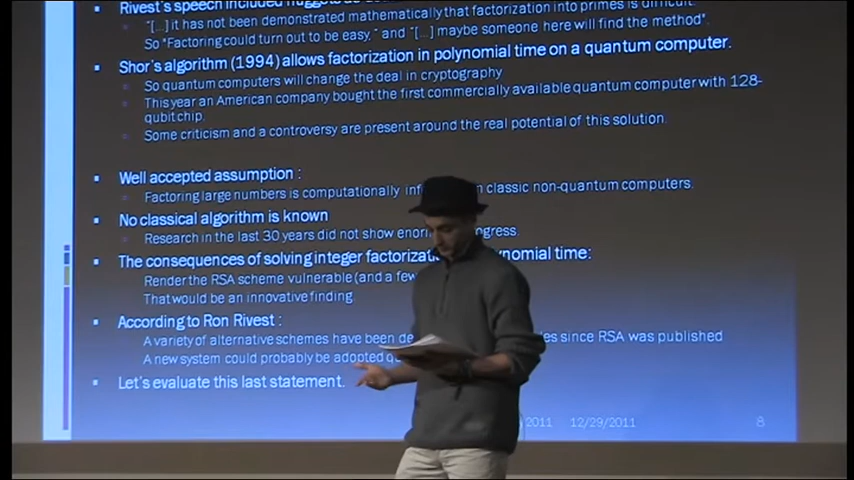 Rivest's speech included nuggets as
"[...] it has not been demonstrated mathematically that factorization into primes is difficult.
So "Factoring could turn out to be easy," and "[...] maybe someone here will find the method".
Shor's algorithm (1994) allows factorization in polynomial time on a quantum computer.
So quantum computers will change the deal in cryptography
This year an American company bought the first commercially available quantum computer with 128-
qubit chip.
Some criticism and a controversy are present around the real potential of this solution.
Well accepted assumption :
Factoring large numbers is computationally on classic non-quantum computers.
No classical algorithm is known
Research in the last 30 years did not show
The consequences of solving integer time:
Render the RSA scheme vulnerable (and a few
That would be an innovative finding
According to Ron Rivest :
A variety of alternative schemes have been since RSA was published
A new system could probably be adopted
Let's evaluate this last statement.
2011 12/29/2011 8